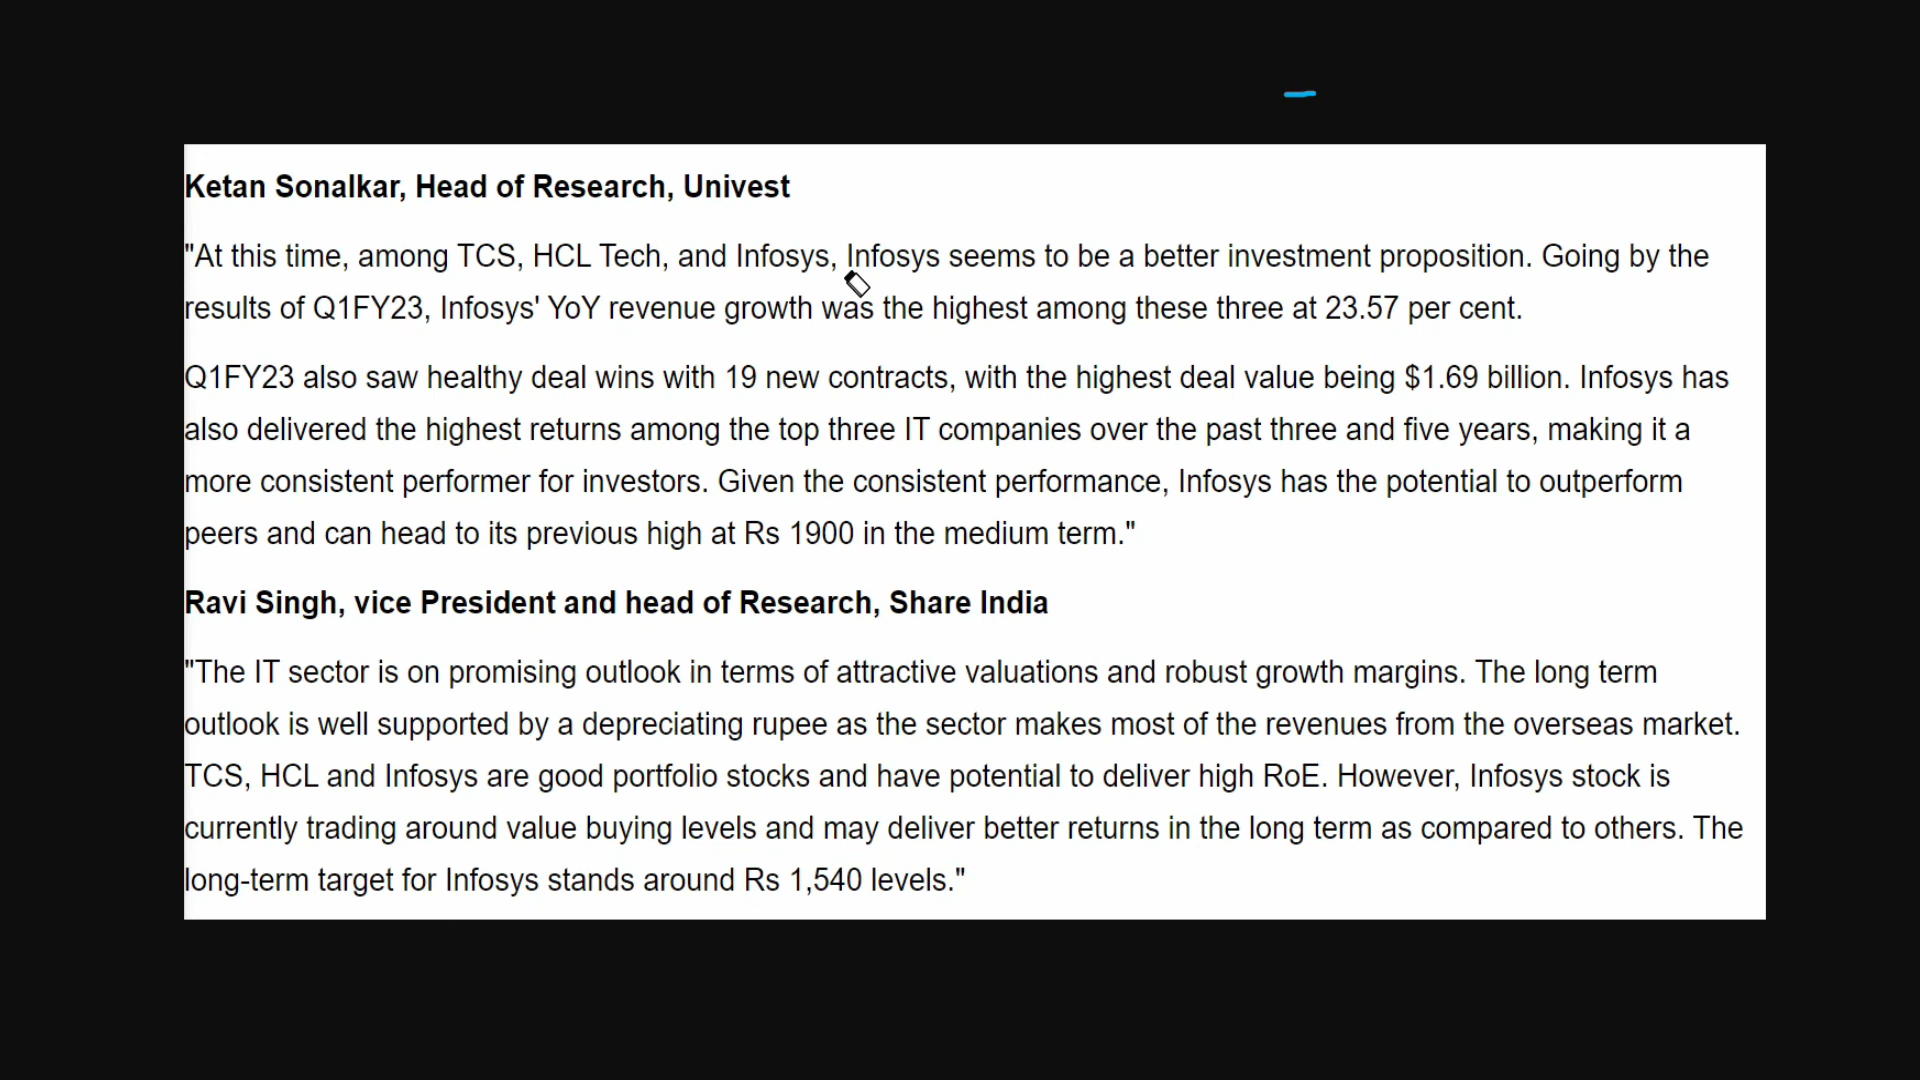 Ketan Sonalkar, Head of Research, Univest
"At this time, among TCS, HCL Tech, and Infosys, Infosys seems to be a better investment proposition. Going by the
results of Q1FY23, Infosys' YoY revenue growth was the highest among these three at 23.57 per cent.
Q1FY23 also saw healthy deal wins with 19 new contracts, with the highest deal value being $1.69 billion. Infosys has
also delivered the highest returns among the top three IT companies over the past three and five years, making it a
more consistent performer for investors. Given the consistent performance, Infosys has the potential to outperform
peers and can head to its previous high at Rs 1900 in the medium term."
Ravi Singh, vice President and head of Research, Share India
"The IT sector is on promising outlook in terms of attractive valuations and robust growth margins. The long term
outlook is well supported by a depreciating rupee as the sector makes most of the revenues from the overseas market.
TCS, HCL and Infosys are good portfolio stocks and have potential to deliver high RoE. However, Infosys stock is
currently trading around value buying levels and may deliver better returns in the long term as compared to others. The
long-term target for Infosys stands around Rs 1,540 levels."